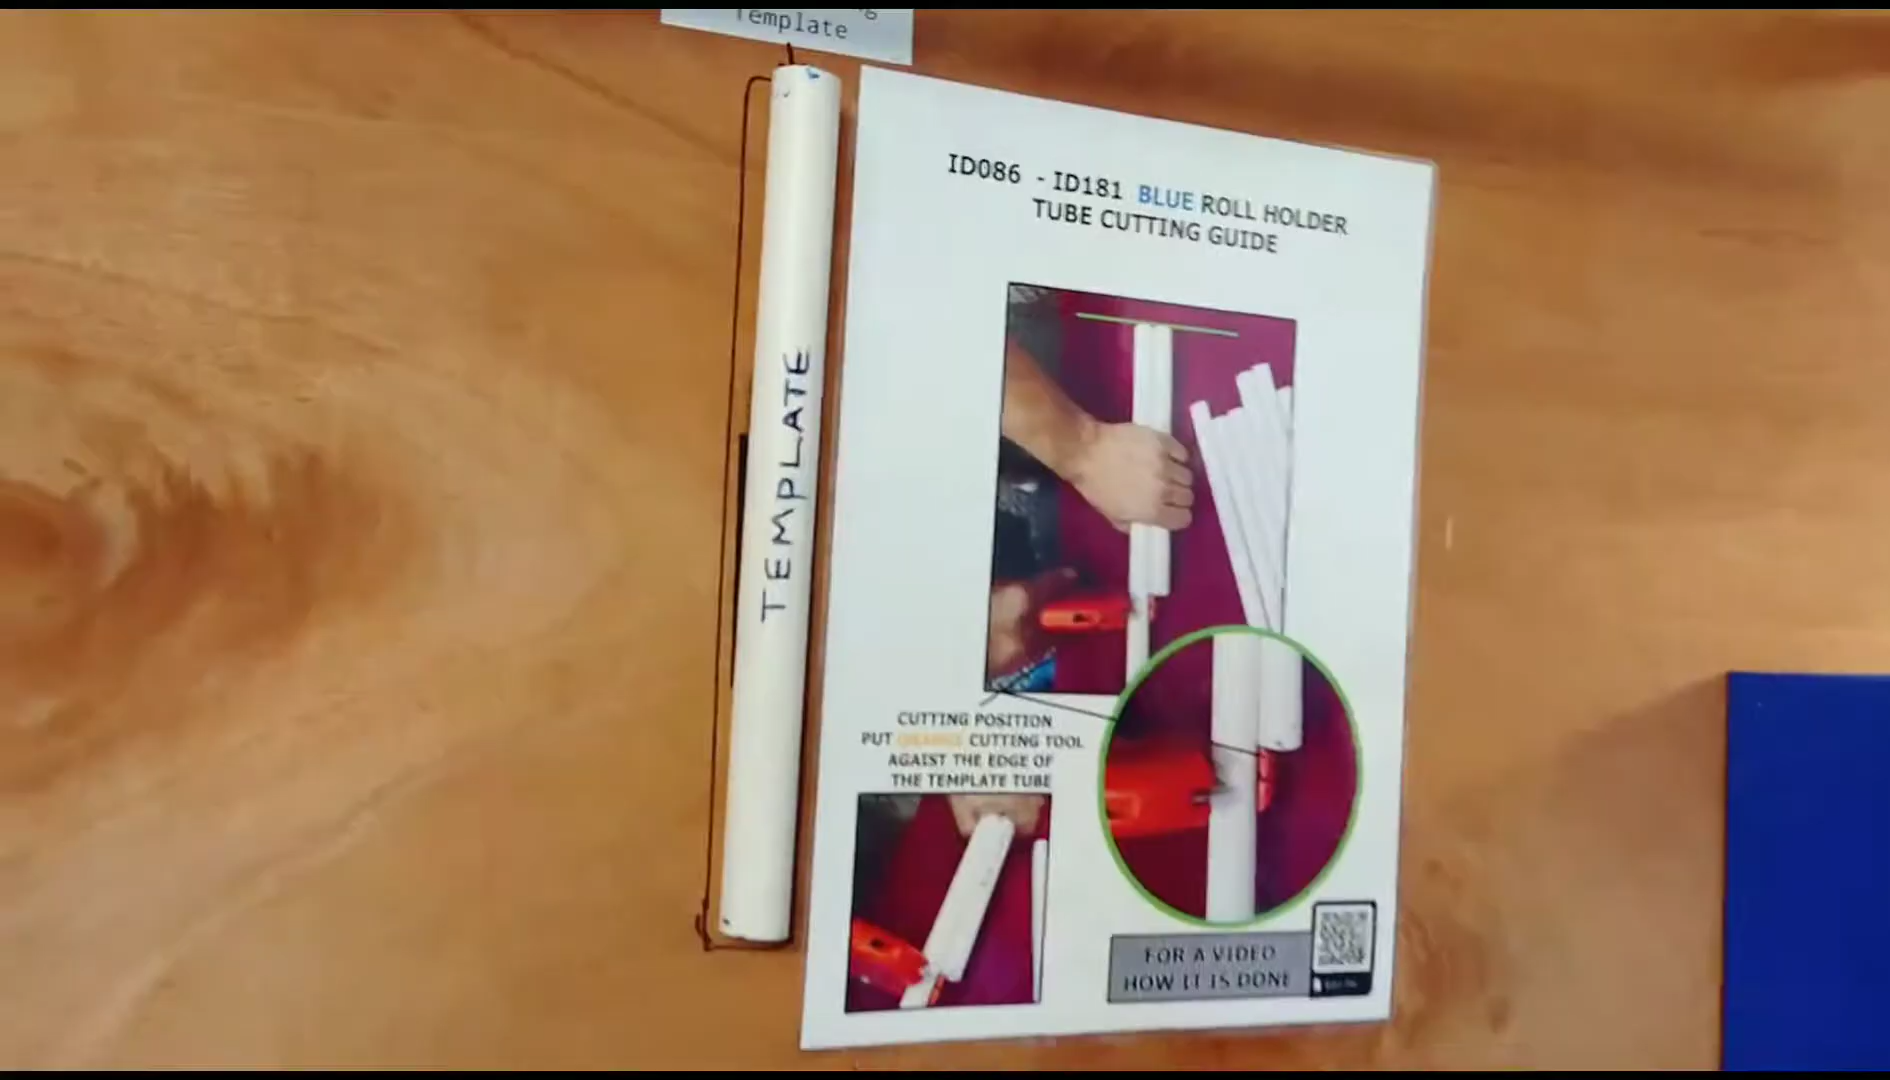 Template
TEMPLATE
ID086 - ID181 BLUE ROLL HOLDER
TUBE CUTTING GUIDE
CUTTING POSITION
PUT ORANGE CUTTING TOOL
AGAIST THE EDGE OF
THE TEMPLATE TUBE
FOR A VIDEO
HOW IT IS DONE